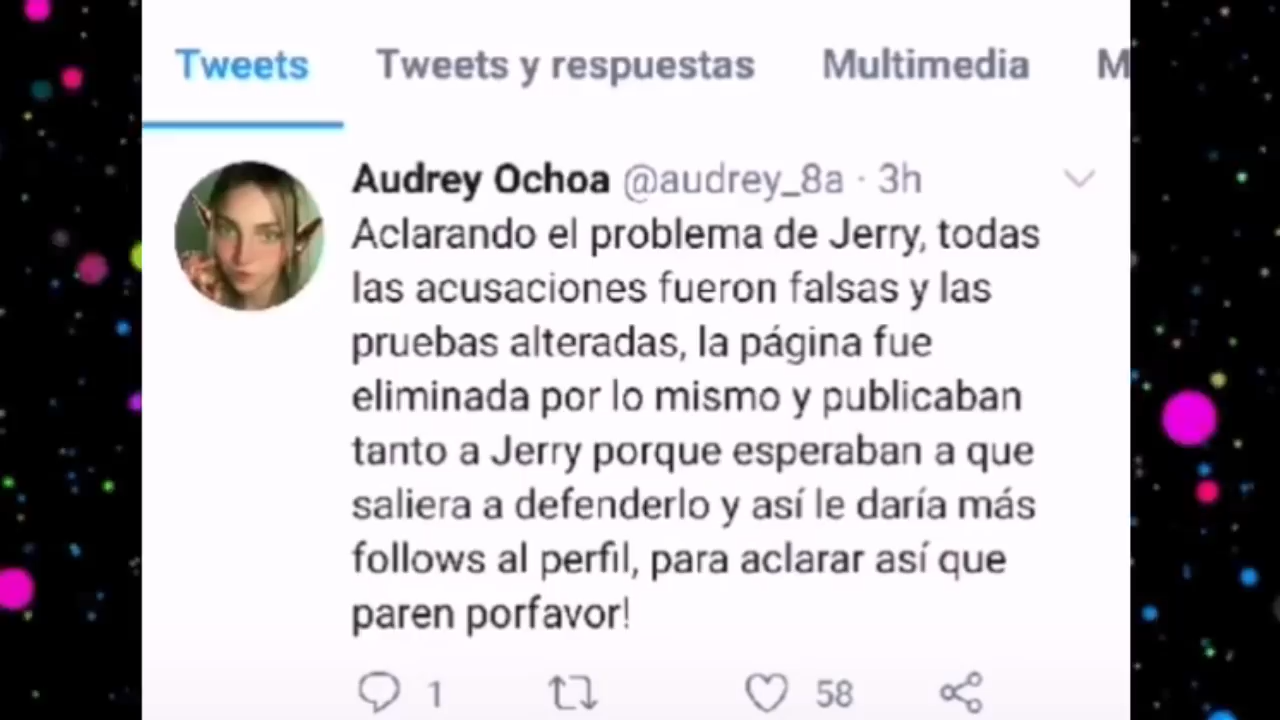 Tweets Tweets y respuestas Multimedia M
Audrey Ochoa @audrey_8a · 3h
Aclarando el problema de Jerry, todas
las acusaciones fueron falsas y las
pruebas alteradas, la página fue
eliminada por lo mismo y publicaban
tanto a Jerry porque esperaban a que
saliera a defenderlo y así le daría más
follows al perfil, para aclarar así que
paren porfavor!
1 58